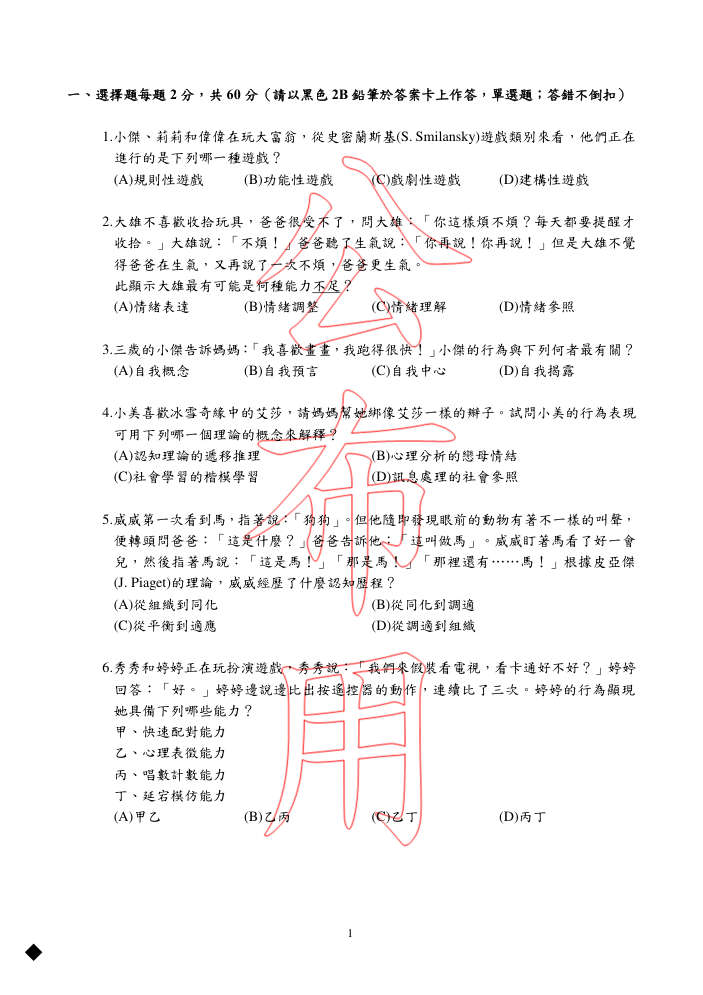 一、選擇題每題 2 分，共 60 分（請以黑色 2B 鉛筆於答案卡上作答，單選題；答錯不倒扣）
1.小傑、莉莉和偉偉在玩大富翁，從史密蘭斯基(S. Smilansky)遊戲類別來看，他們正在
進行的是下列哪一種遊戲？
(A)規則性遊戲 (B)功能性遊戲 (C)戲劇性遊戲 (D)建構性遊戲
2.大雄不喜歡收拾玩具，爸爸很受不了，問大雄：「你這樣煩不煩？每天都要提醒才
收拾。」大雄說：「不煩！」爸爸聽了生氣說：「你再說！你再說！」但是大雄不覺
得爸爸在生氣，又再說了一次不煩，爸爸更生氣。
此顯示大雄最有可能是何種能力不足？
(A)情緒表達 (B)情緒調整 (C)情緒理解 (D)情緒參照
3.三歲的小傑告訴媽媽：「我喜歡畫畫，我跑得很快！」小傑的行為與下列何者最有關？
(A)自我概念 (B)自我預言 (C)自我中心 (D)自我揭露
4.小美喜歡冰雪奇緣中的艾莎，請媽媽幫她綁像艾莎一樣的辮子。試問小美的行為表現
可用下列哪一個理論的概念來解釋？
(A)認知理論的遞移推理 (B)心理分析的戀母情結
(C)社會學習的楷模學習 (D)訊息處理的社會參照
5.威威第一次看到馬，指著說：「狗狗」。但他隨即發現眼前的動物有著不一樣的叫聲，
便轉頭問爸爸：「這是什麼？」爸爸告訴他：「這叫做馬」。威威盯著馬看了好一會
兒，然後指著馬說：「這是馬！」「那是馬！」「那裡還有……馬！」根據皮亞傑
(J. Piaget)的理論，威威經歷了什麼認知歷程？
(A)從組織到同化 (B)從同化到調適
(C)從平衡到適應 (D)從調適到組織
6.秀秀和婷婷正在玩扮演遊戲，秀秀說：「我們來假裝看電視，看卡通好不好？」婷婷
回答：「好。」婷婷邊說邊比出按遙控器的動作，連續比了三次。婷婷的行為顯現
她具備下列哪些能力？
甲、快速配對能力
乙、心理表徵能力
丙、唱數計數能力
丁、延宕模仿能力
(A)甲乙 (B)乙丙 (C)乙丁 (D)丙丁
公
布
用
1